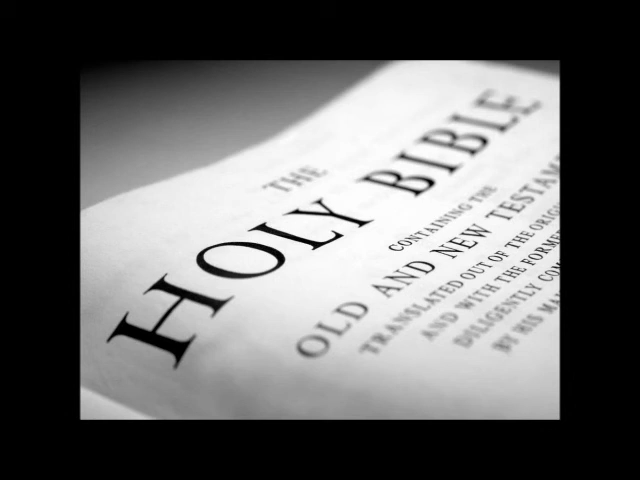 THE
HOLY BIBLE
CONTAINING THE
OLD AND NEW
TRANSLATED OUT OF THE
AND WITH THE
DILIGENTLY
BY HIS